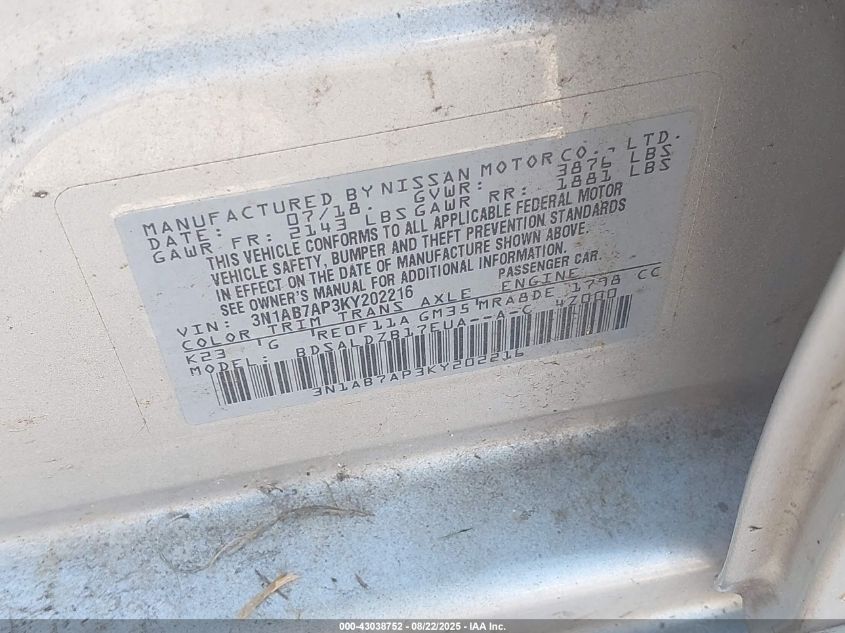 MANUFACTURED BY NISSAN MOTOR CO., LTD.
DATE: 07/18 GVWR: 3876 LBS
GAWR FR: 2143 LBS GAWR RR: 1881 LBS
THIS VEHICLE CONFORMS TO ALL APPLICABLE FEDERAL MOTOR
VEHICLE SAFETY, BUMPER AND THEFT PREVENTION STANDARDS
IN EFFECT ON THE DATE OF MANUFACTURE SHOWN ABOVE.
SEE OWNER'S MANUAL FOR ADDITIONAL INFORMATION.
VIN: 3N1AB7AP3KY202216 PASSENGER CAR.
COLOR TRIM TRANS AXLE ENGINE 1798 CC
K23 G RE0F11A GM35 MRA8DE
MODEL: BDSALDZB17EUA--A-C 4Z000
3N1AB7AP3KY202216
000-43038752 - 08/22/2025 - IAA Inc.